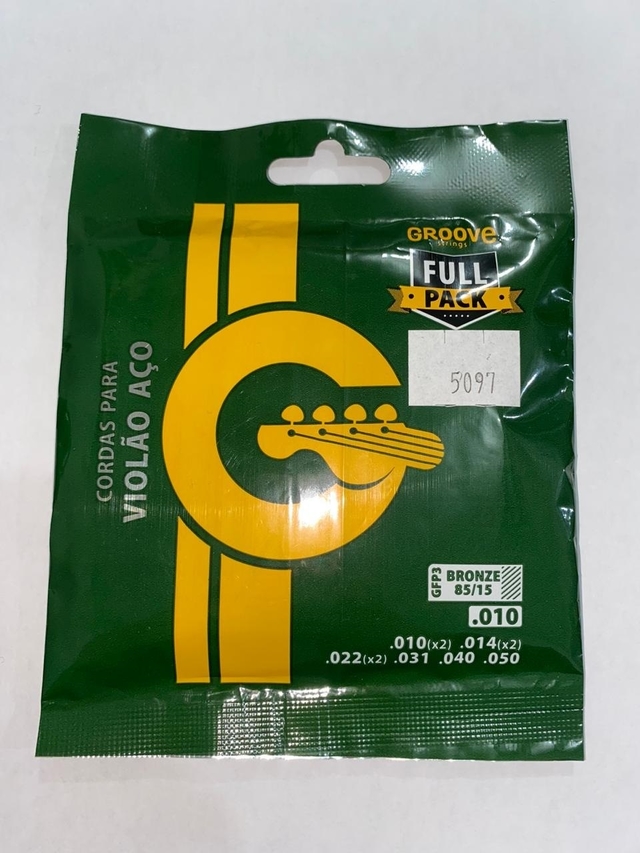 GROOVE
strings
FULL
PACK
5097
CORDAS PARA
VIOLÃO AÇO
GFP3
BRONZE
85/15
.010
.010(x2) .014(x2)
.022(x2) .031 .040 .050